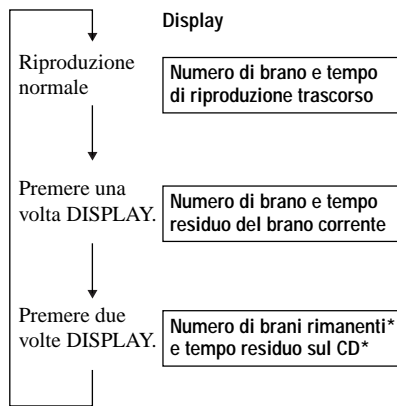 Display
Riproduzione
normale
Numero di brano e tempo
di riproduzione trascorso
Premere una
volta DISPLAY.
Numero di brano e tempo
residuo del brano corrente
Premere due
volte DISPLAY.
Numero di brani rimanenti*
e tempo residuo sul CD*